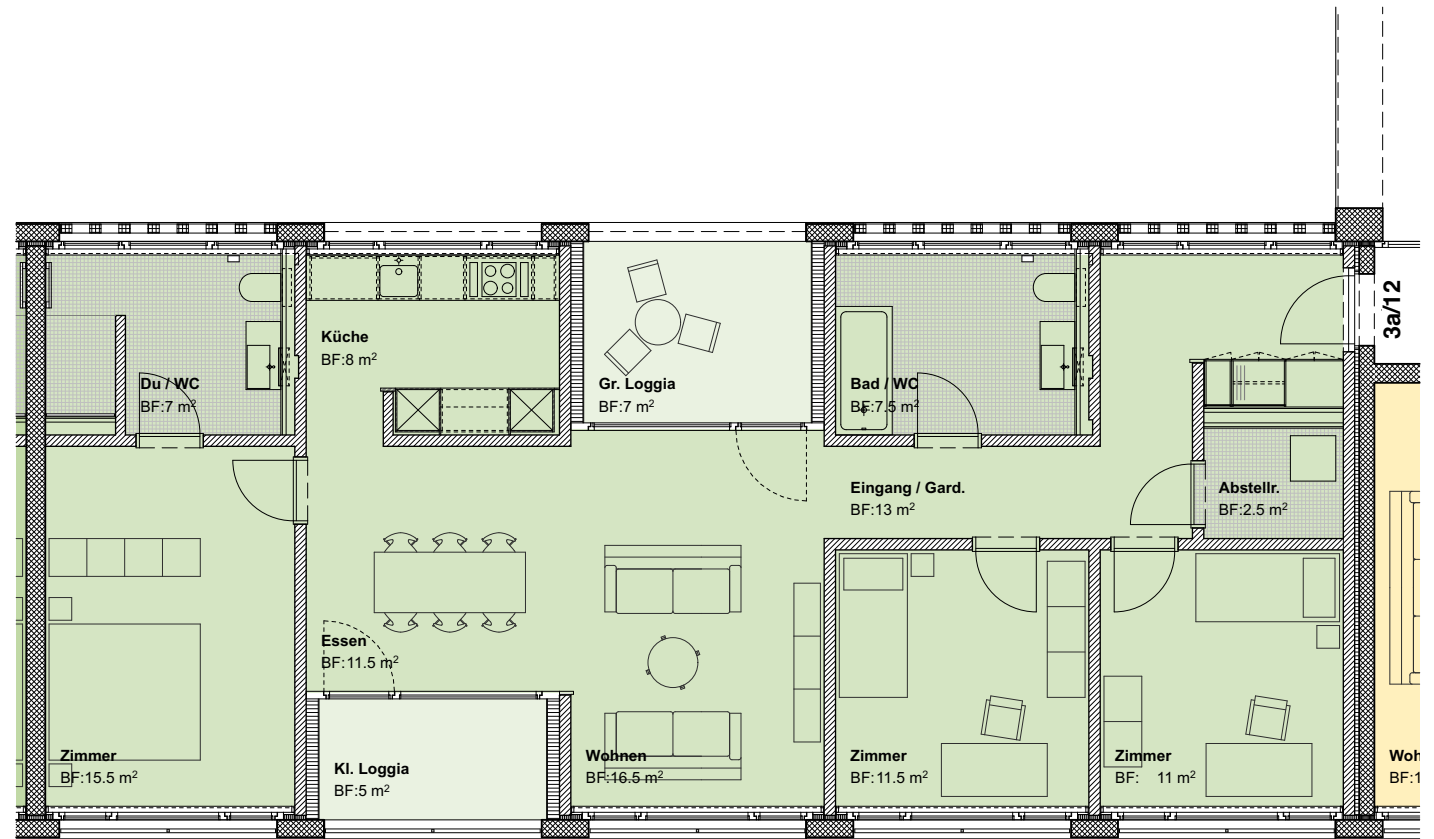 3a/12
Küche
BF:8 m²
Du / WC
BF:7 m²
Gr. Loggia
BF:7 m²
Bad / WC
BF:7.5 m²
Eingang / Gard.
BF:13 m²
Abstellr.
BF:2.5 m²
Essen
BF:11.5 m²
Zimmer
BF:15.5 m²
Kl. Loggia
BF:5 m²
Wohnen
BF:16.5 m²
Zimmer
BF:11.5 m²
Zimmer
BF: 11 m²
Woh
BF:1